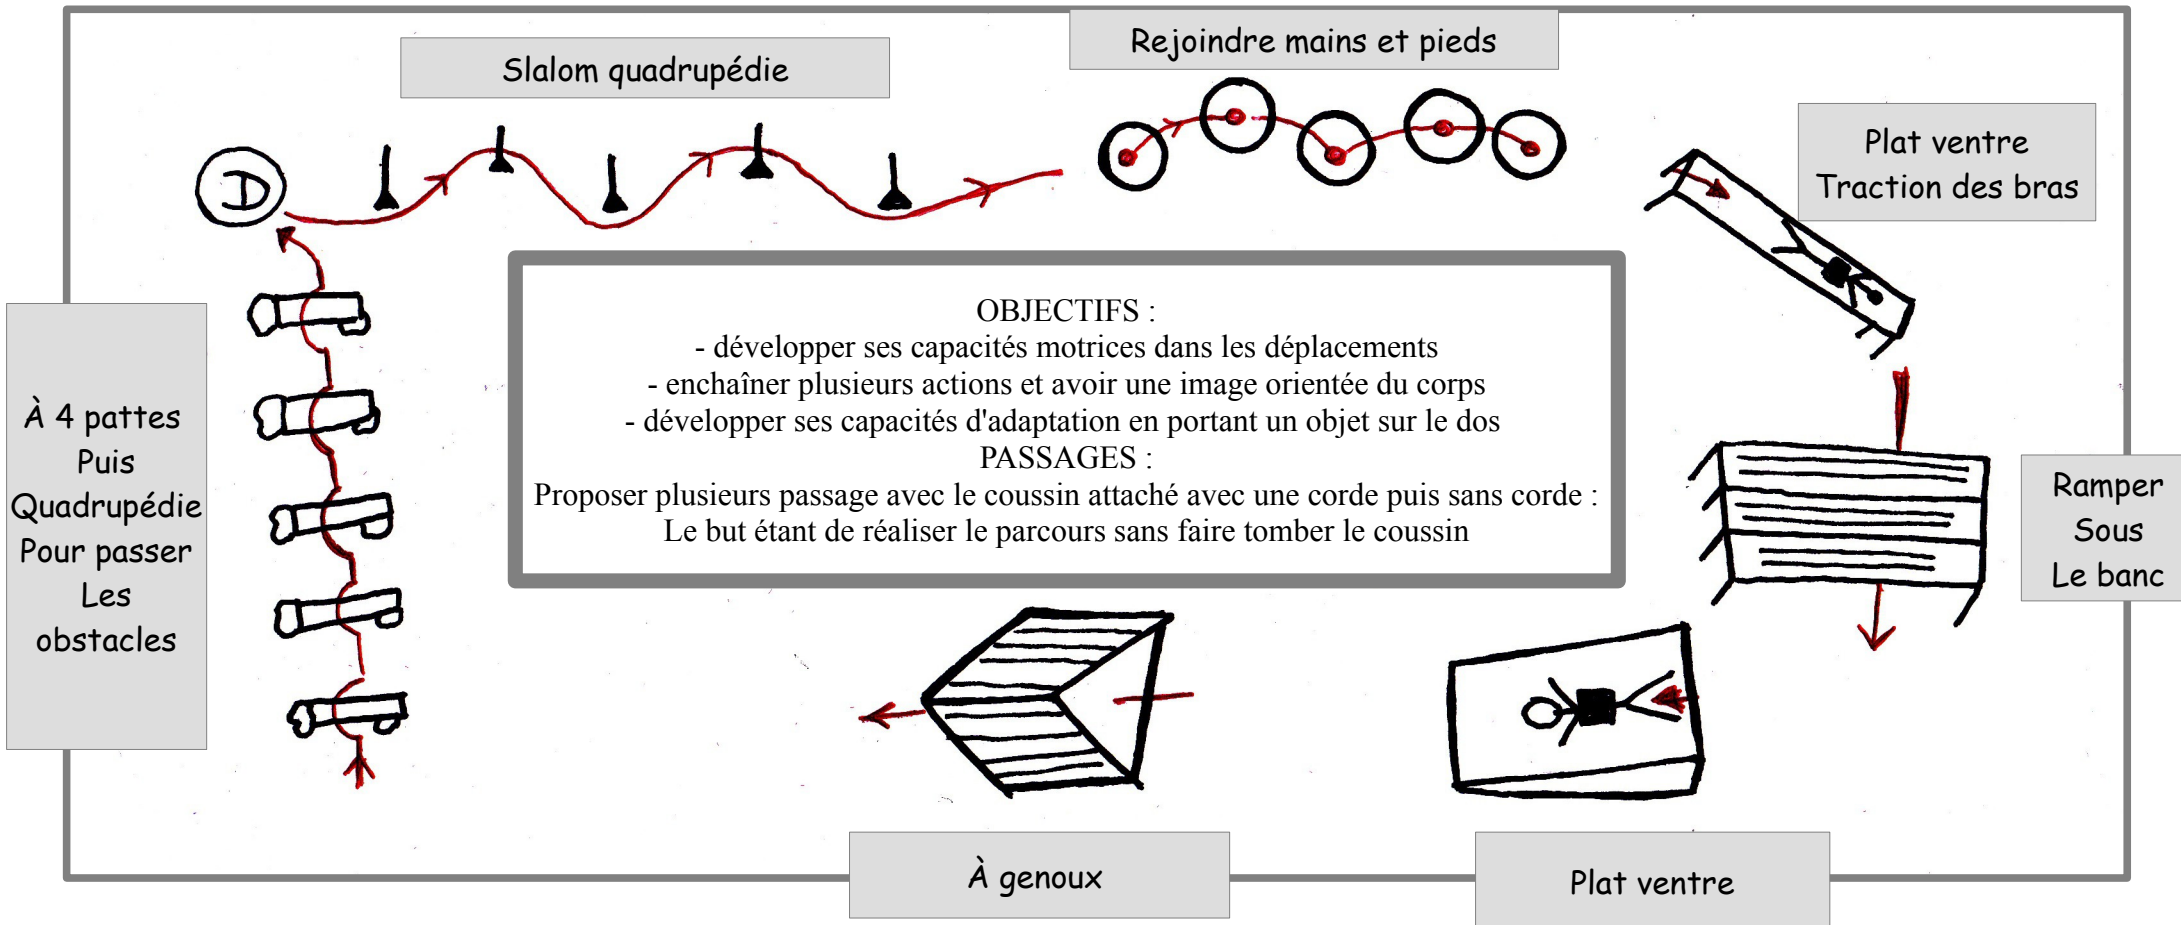 Slalom quadrupédie
Rejoindre mains et pieds
Plat ventre
Traction des bras
D
OBJECTIFS :
- développer ses capacités motrices dans les déplacements
- enchaîner plusieurs actions et avoir une image orientée du corps
- développer ses capacités d'adaptation en portant un objet sur le dos
PASSAGES :
Proposer plusieurs passage avec le coussin attaché avec une corde puis sans corde :
Le but étant de réaliser le parcours sans faire tomber le coussin
À 4 pattes
Puis
Quadrupédie
Pour passer
Les
obstacles
Ramper
Sous
Le banc
À genoux
Plat ventre